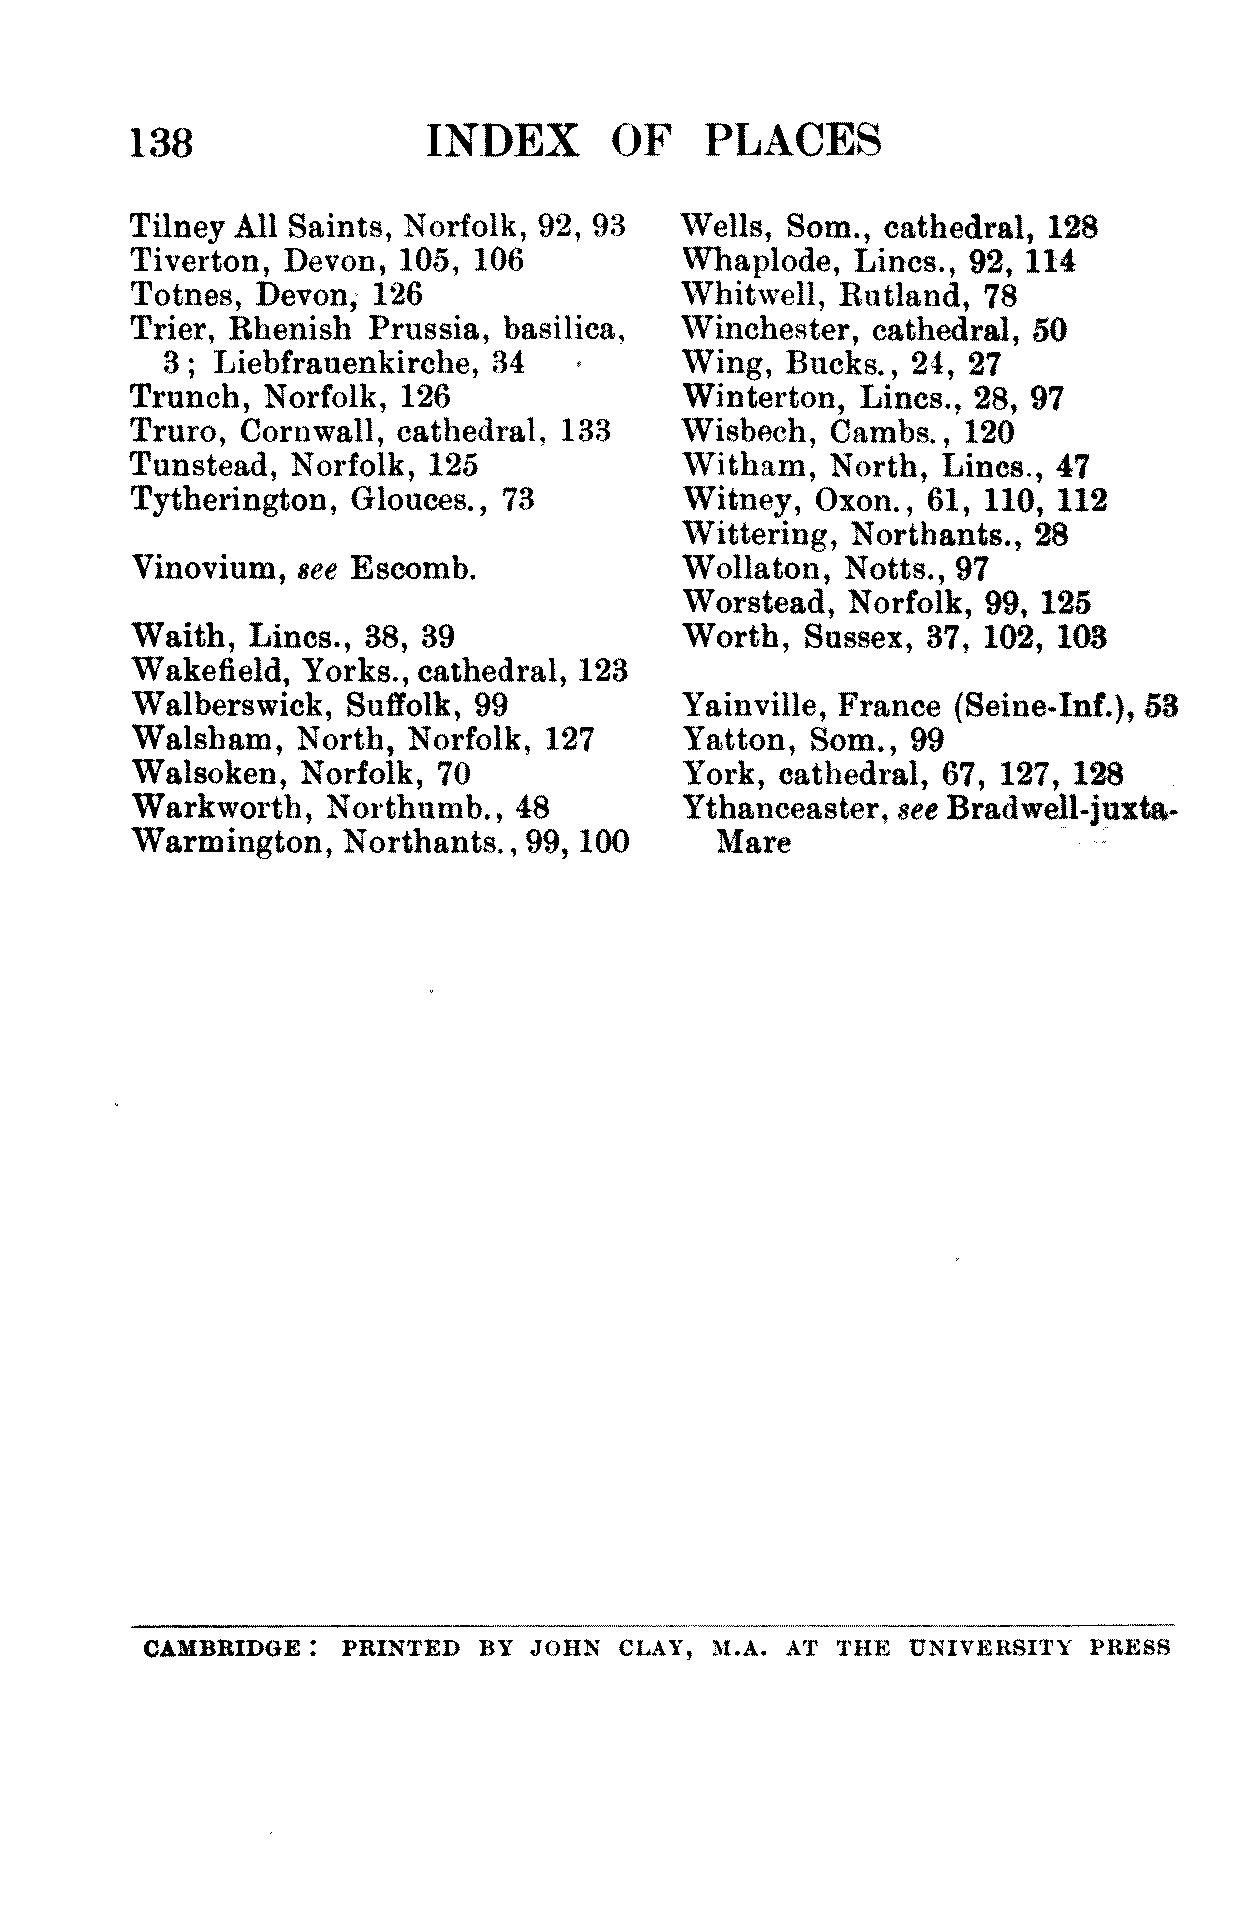 138 INDEX OF PLACES
Tilney All Saints, Norfolk, 92, 93
Tiverton, Devon, 105, 106
Totnes, Devon, 126
Trier, Rhenish Prussia, basilica,
3; Liebfrauenkirche, 34
Trunch, Norfolk, 126
Truro, Cornwall, cathedral, 133
Tunstead, Norfolk, 125
Tytherington, Glouces., 73
Vinovium, see Escomb.
Waith, Lincs., 38, 39
Wakefield, Yorks., cathedral, 123
Walberswick, Suffolk, 99
Walsham, North, Norfolk, 127
Walsoken, Norfolk, 70
Warkworth, Northumb., 48
Warmington, Northants., 99, 100
Wells, Som., cathedral, 128
Whaplode, Lincs., 92, 114
Whitwell, Rutland, 78
Winchester, cathedral, 50
Wing, Bucks., 24, 27
Winterton, Lincs., 28, 97
Wisbech, Cambs., 120
Witham, North, Lincs., 47
Witney, Oxon., 61, 110, 112
Wittering, Northants., 28
Wollaton, Notts., 97
Worstead, Norfolk, 99, 125
Worth, Sussex, 37, 102, 103
Yainville, France (Seine-Inf.), 53
Yatton, Som., 99
York, cathedral, 67, 127, 128
Ythanceaster, see Bradwell-juxta-
Mare
CAMBRIDGE: PRINTED BY JOHN CLAY, M.A. AT THE UNIVERSITY PRESS